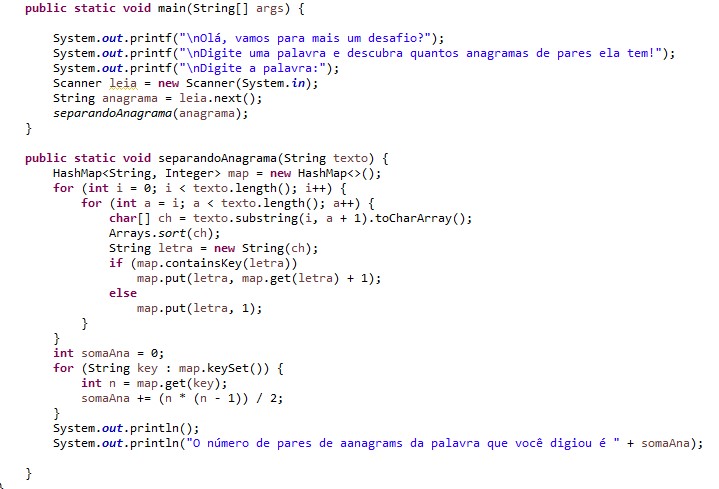 public static void main(String[] args) {
System.out.printf("\nOlá, vamos para mais um desafio?");
System.out.printf("\nDigite uma palavra e descubra quantos anagramas de pares ela tem!");
System.out.printf("\nDigite a palavra:");
Scanner leia = new Scanner(System.in);
String anagrama = leia.next();
separandoAnagrama(anagrama);
}
public static void separandoAnagrama(String texto) {
HashMap<String, Integer> map = new HashMap<>();
for (int i = 0; i < texto.length(); i++) {
for (int a = i; a < texto.length(); a++) {
char[] ch = texto.substring(i, a + 1).toCharArray();
Arrays.sort(ch);
String letra = new String(ch);
if (map.containsKey(letra))
map.put(letra, map.get(letra) + 1);
else
map.put(letra, 1);
}
}
int somaAna = 0;
for (String key : map.keySet()) {
int n = map.get(key);
somaAna += (n * (n - 1)) / 2;
}
System.out.println();
System.out.println("O número de pares de aanagrams da palavra que você digiou é " + somaAna);
}
}